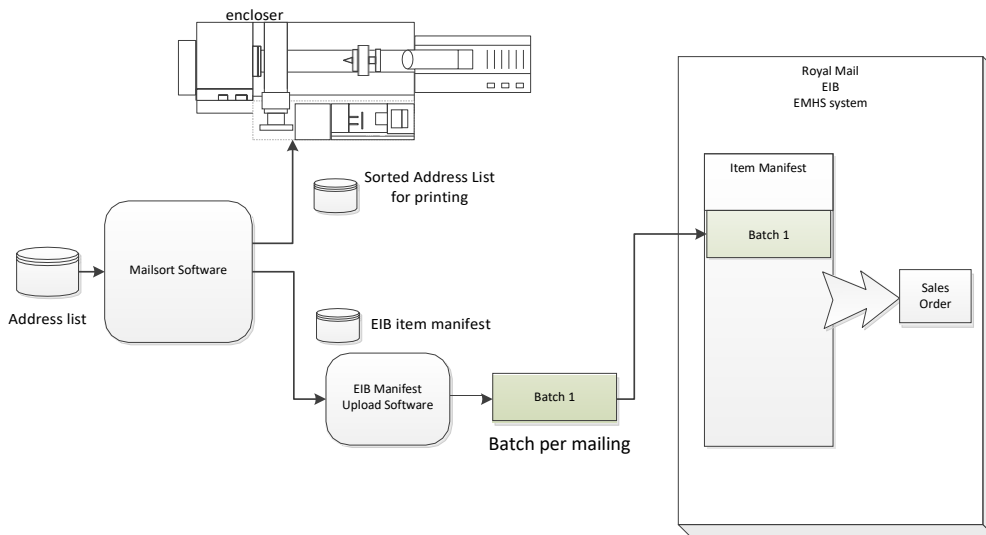 encloser
Royal Mail
EIB
EMHS system
Item Manifest
Sorted Address List
for printing
Batch 1
Mailsort Software
Sales
Order
Address list
EIB item manifest
EIB Manifest
Upload Software
Batch 1
Batch per mailing